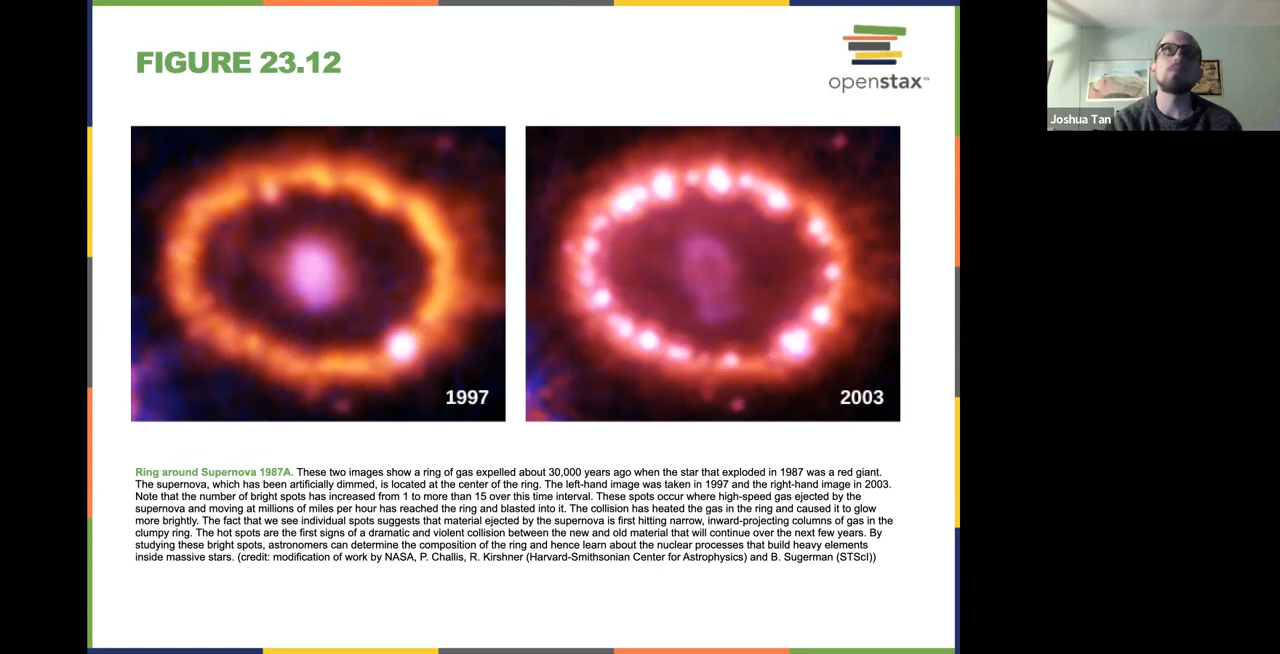 FIGURE 23.12
openstax™
Joshua Tan
1997
2003
Ring around Supernova 1987A. These two images show a ring of gas expelled about 30,000 years ago when the star that exploded in 1987 was a red giant.
The supernova, which has been artificially dimmed, is located at the center of the ring. The left-hand image was taken in 1997 and the right-hand image in 2003.
Note that the number of bright spots has increased from 1 to more than 15 over this time interval. These spots occur where high-speed gas ejected by the
supernova and moving at millions of miles per hour has reached the ring and blasted into it. The collision has heated the gas in the ring and caused it to glow
more brightly. The fact that we see individual spots suggests that material ejected by the supernova is first hitting narrow, inward-projecting columns of gas in the
clumpy ring. The hot spots are the first signs of a dramatic and violent collision between the new and old material that will continue over the next few years. By
studying these bright spots, astronomers can determine the composition of the ring and hence learn about the nuclear processes that build heavy elements
inside massive stars. (credit: modification of work by NASA, P. Challis, R. Kirshner (Harvard-Smithsonian Center for Astrophysics) and B. Sugerman (STScI))